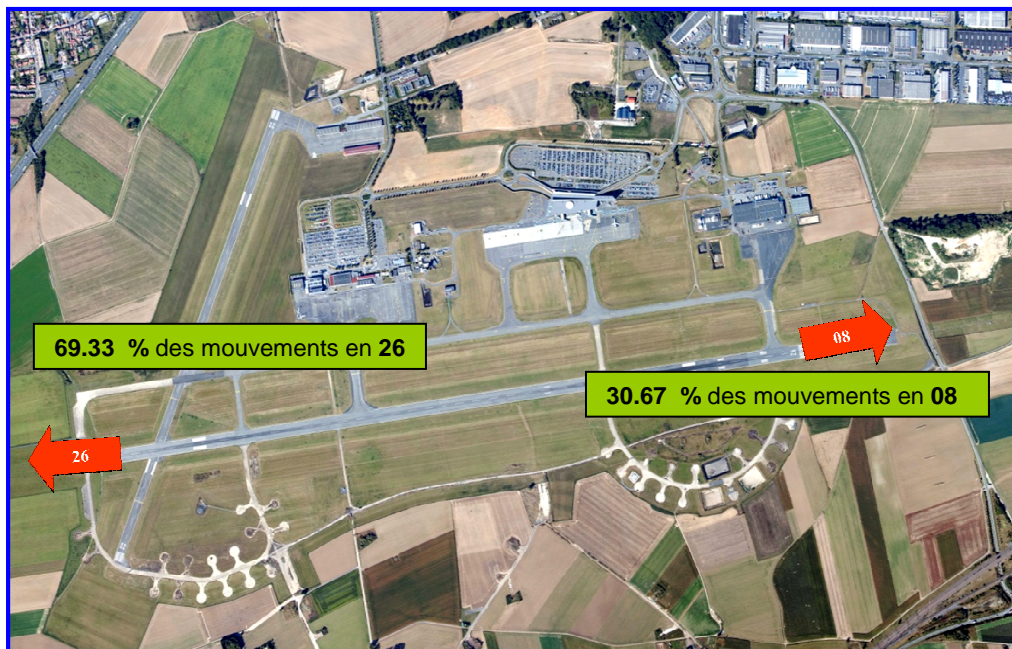 69.33 % des mouvements en 26
08
30.67 % des mouvements en 08
26